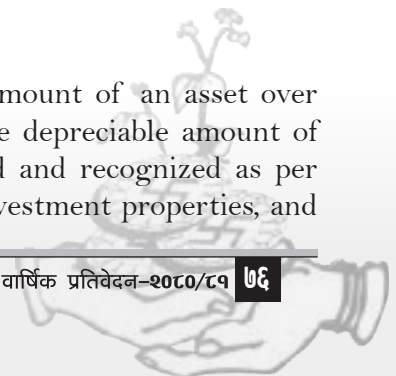 mount of an asset over
e depreciable amount of
d and recognized as per
vestment properties, and
वार्षिक प्रतिवेदन–२०८०/८१ ७६